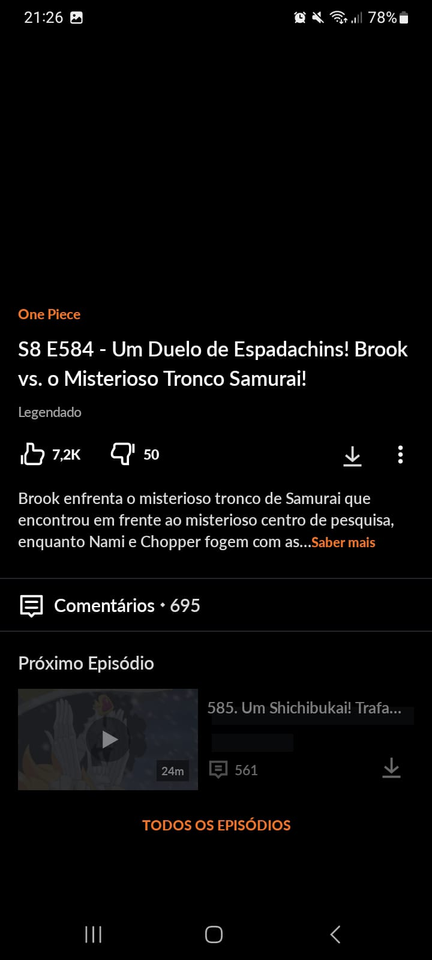 21:26
78%
One Piece
S8 E584 - Um Duelo de Espadachins! Brook
vs. o Misterioso Tronco Samurai!
Legendado
7,2K
50
Brook enfrenta o misterioso tronco de Samurai que
encontrou em frente ao misterioso centro de pesquisa,
enquanto Nami e Chopper fogem com as...Saber mais
Comentários • 695
Próximo Episódio
585. Um Shichibukai! Trafa...
24m
561
TODOS OS EPISÓDIOS